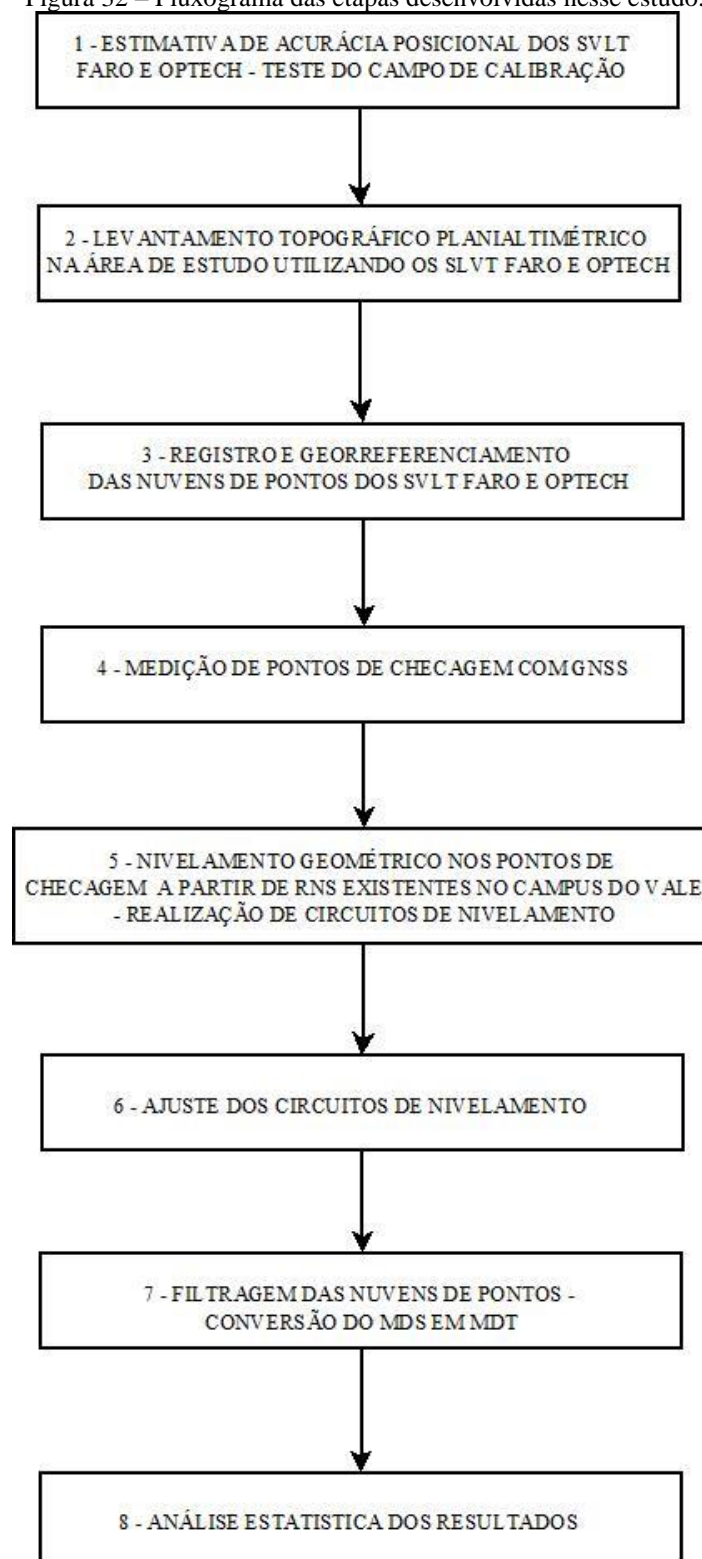 Figura 32 – Fluxograma das etapas desenvolvidas nesse estudo.
1 - ESTIMATIVA DE ACURÁCIA POSICIONAL DOS SVLT
FARO E OPTECH - TESTE DO CAMPO DE CALIBRAÇÃO
2 - LEVANTAMENTO TOPOGRÁFICO PLANIALTIMÉTRICO
NA ÁREA DE ESTUDO UTILIZANDO OS SLVT FARO E OPTECH
3 - REGISTRO E GEORREFERENCIAMENTO
DAS NUVENS DE PONTOS DOS SVLT FARO E OPTECH
4 - MEDIÇÃO DE PONTOS DE CHECAGEM COM GNSS
5 - NIVELAMENTO GEOMÉTRICO NOS PONTOS DE
CHECAGEM A PARTIR DE RNS EXISTENTES NO CAMPUS DO VALE
- REALIZAÇÃO DE CIRCUITOS DE NIVELAMENTO
6 - AJUSTE DOS CIRCUITOS DE NIVELAMENTO
7 - FILTRAGEM DAS NUVENS DE PONTOS -
CONVERSÃO DO MDS EM MDT
8 - ANÁLISE ESTATISTICA DOS RESULTADOS